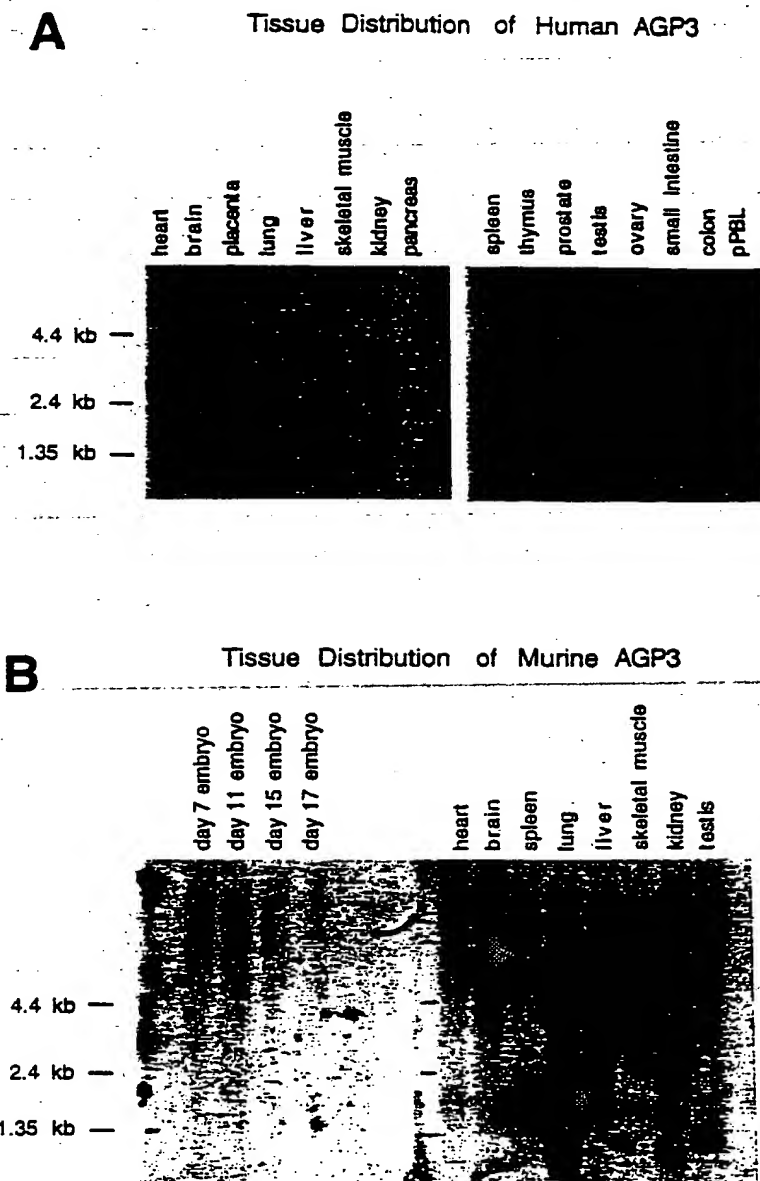 A
Tissue Distribution of Human AGP3
heart
brain
placenta
lung
liver
skeletal muscle
kidney
pancreas
spleen
thymus
prostate
testis
ovary
small intestine
colon
pPBL
4.4 kb
2.4 kb
1.35 kb
B
Tissue Distribution of Murine AGP3
day 7 embryo
day 11 embryo
day 15 embryo
day 17 embryo
heart
brain
spleen
lung
liver
skeletal muscle
kidney
testis
4.4 kb
2.4 kb
1.35 kb